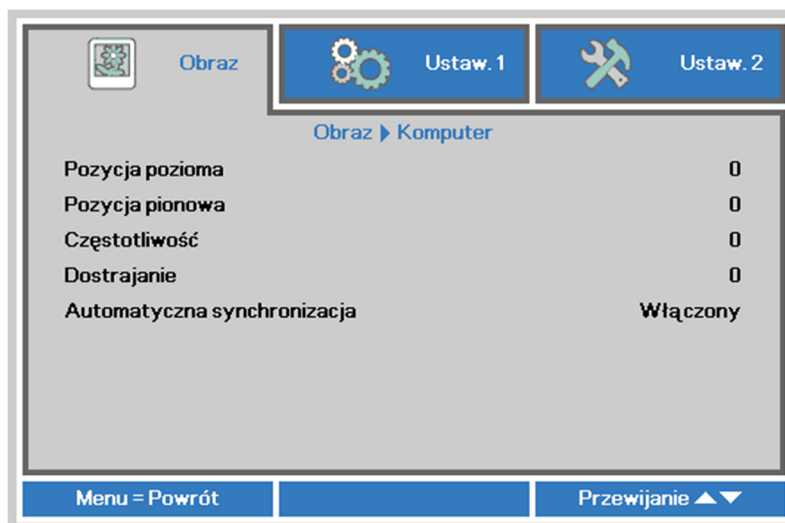 Obraz
Ustaw. 1
Ustaw. 2
Obraz ▶ Komputer
Pozycja pozioma 0
Pozycja pionowa 0
Częstotliwość 0
Dostrajanie 0
Automatyczna synchronizacja Włączony
Menu = Powrót
Przewijanie ▲▼